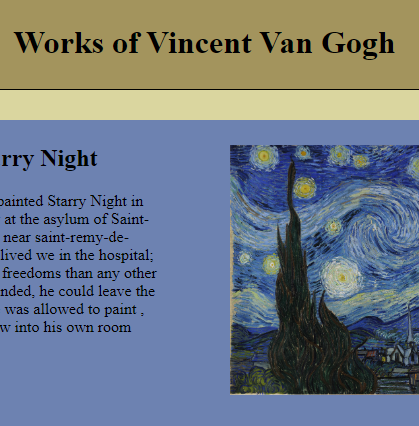 Works of Vincent Van Gogh
rry Night
painted Starry Night in
at the asylum of Saint-
near saint-remy-de-
lived we in the hospital;
freedoms than any other
nded, he could leave the
was allowed to paint ,
w into his own room